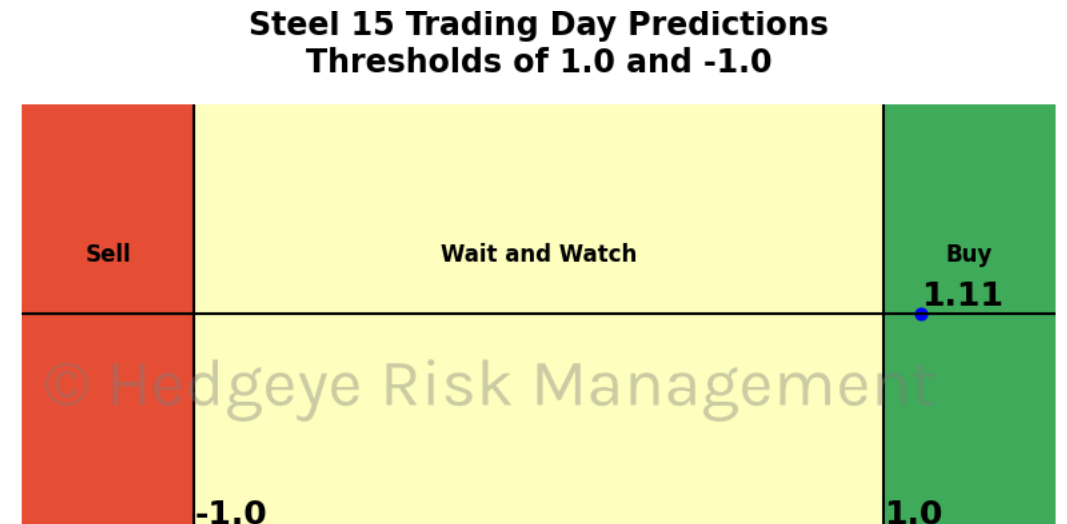 Steel 15 Trading Day Predictions
Thresholds of 1.0 and -1.0
Sell
Wait and Watch
Buy
1.11
© Hedgeye Risk Management
-1.0
1.0